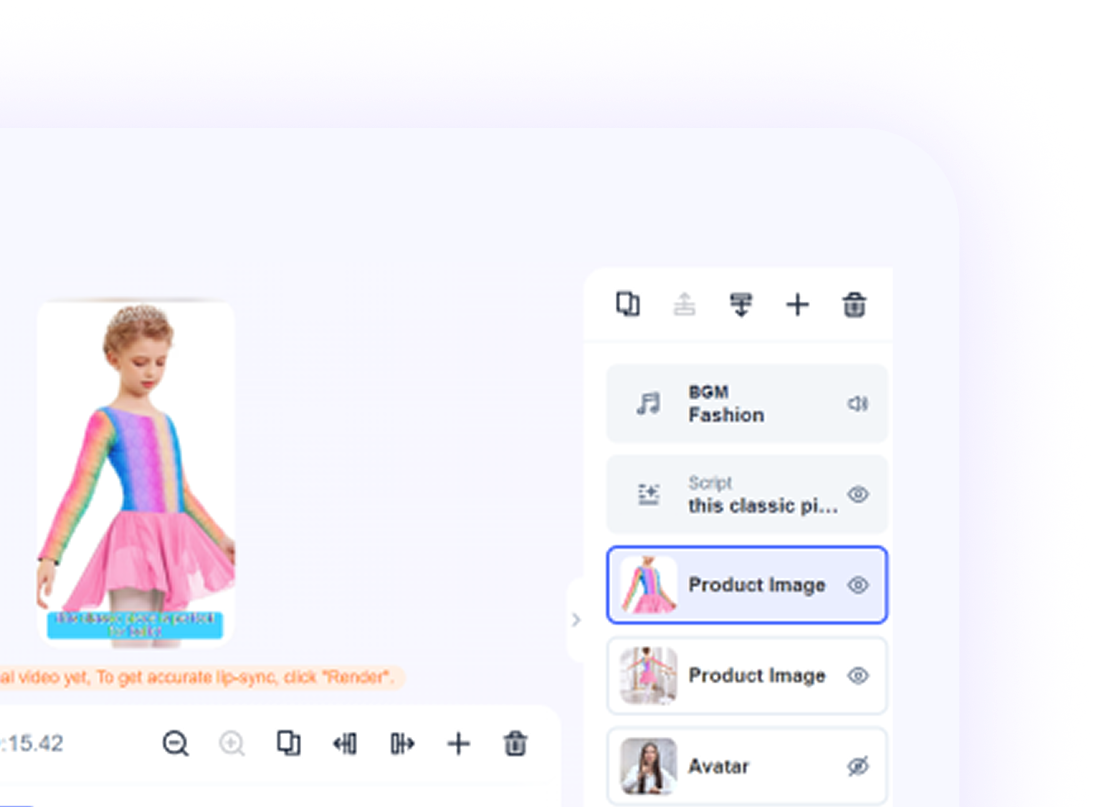 BGM
Fashion
Script
this classic pi...
Product Image
Product Image
Avatar
al video yet, To get accurate lip-sync, click "Render".
:15.42